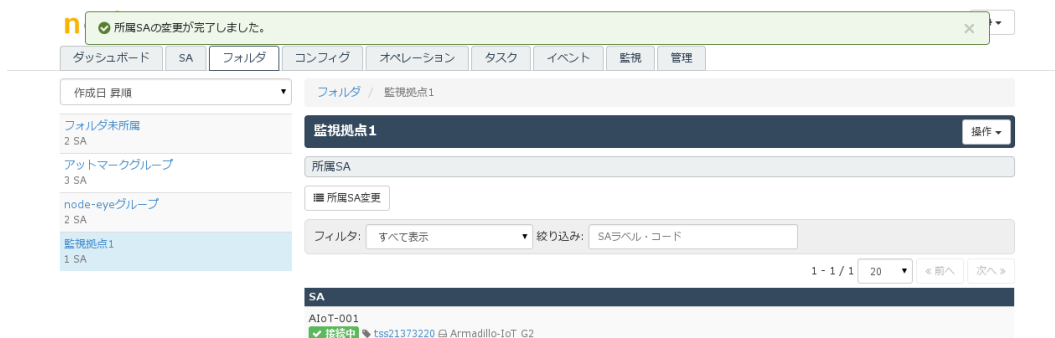 n
所属SAの変更が完了しました。 ×
ダッシュボード SA フォルダ コンフィグ オペレーション タスク イベント 監視 管理
作成日 昇順
フォルダ / 監視拠点1
フォルダ未所属
2 SA
アットマークグループ
3 SA
node-eyeグループ
2 SA
監視拠点1
1 SA
監視拠点1
操作
所属SA
所属SA変更
フィルタ: すべて表示 絞り込み: SAラベル・コード
1 - 1 / 1 20 «前へ 次へ»
SA
AIoT-001
接続中 tss21373220 Armadillo-IoT G2